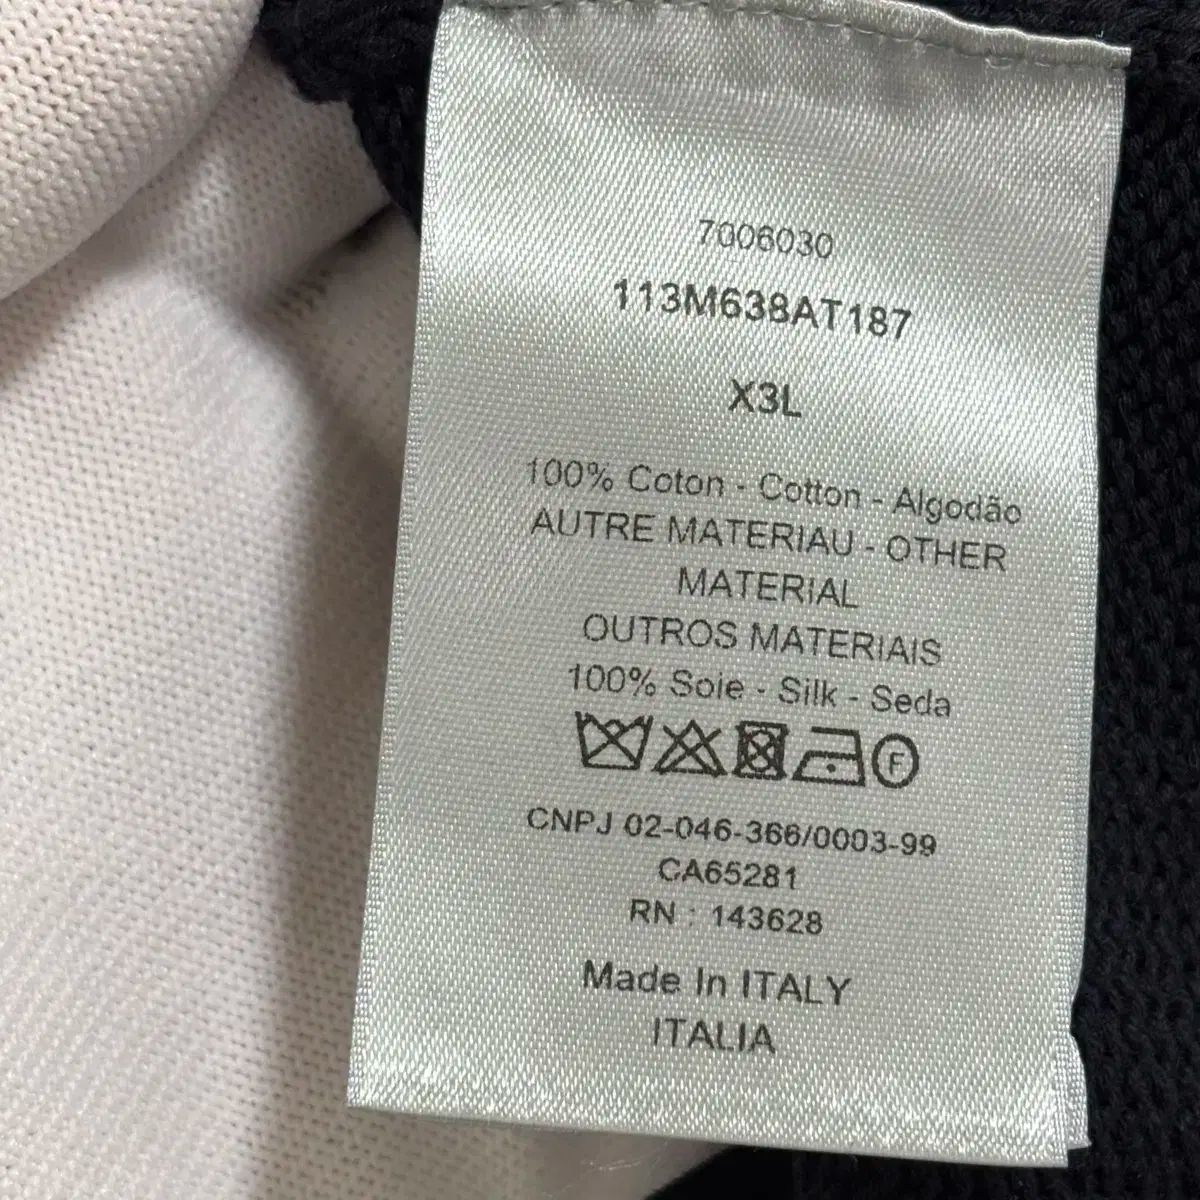 7006030
113M638AT187
X3L
100% Coton - Cotton - Algodão
AUTRE MATERIAU - OTHER
MATERIAL
OUTROS MATERIAIS
100% Soie - Silk - Seda
F
CNPJ 02-046-366/0003-99
CA65281
RN : 143628
Made In ITALY
ITALIA